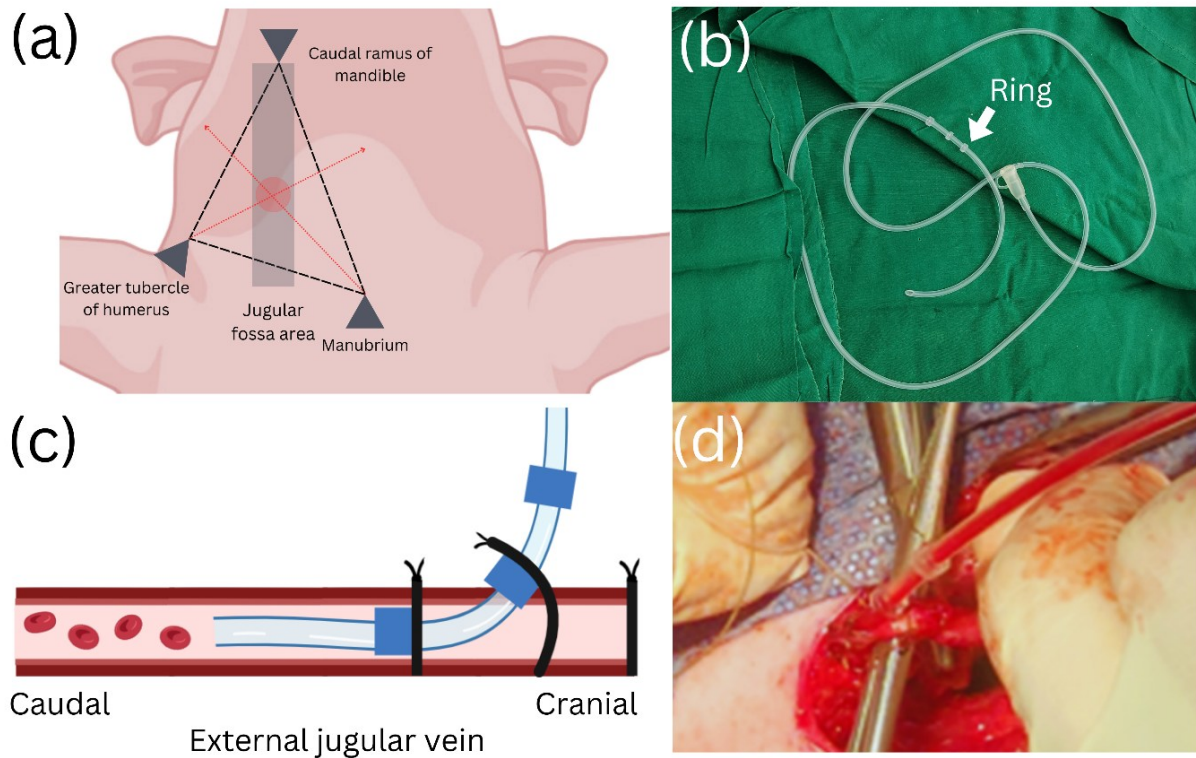 (a)
Caudal ramus of
mandible
Greater tubercle
of humerus
Jugular
fossa area
Manubrium
(b)
Ring
(c)
Caudal
Cranial
External jugular vein
(d)